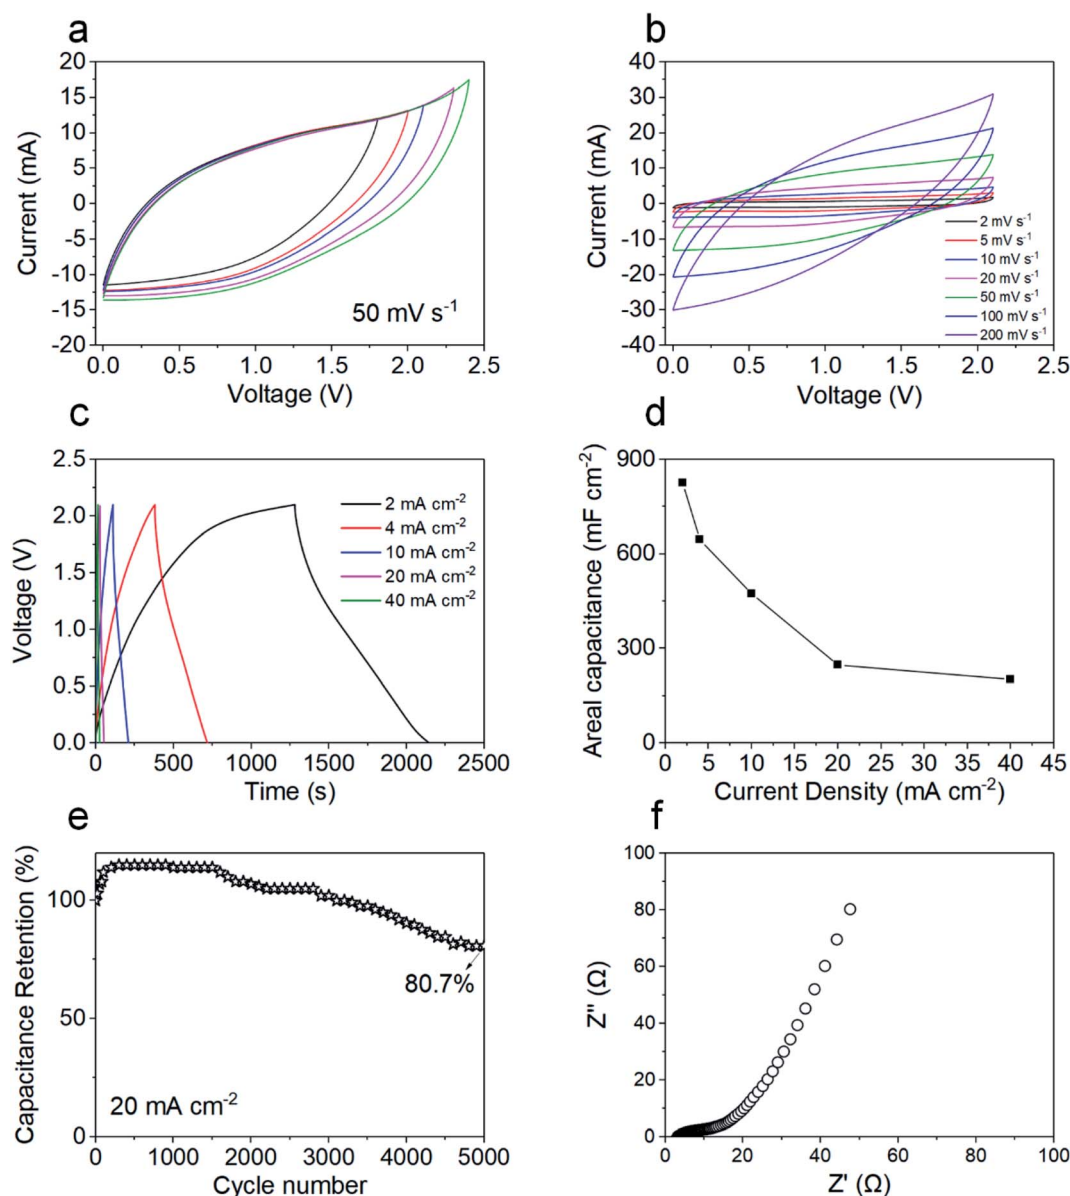 a
20
15
10
5
0
-5
-10
-15
-20
Current (mA)
50 mV s⁻¹
0.0 0.5 1.0 1.5 2.0 2.5
Voltage (V)
b
40
30
20
10
0
-10
-20
-30
-40
Current (mA)
2 mV s⁻¹
5 mV s⁻¹
10 mV s⁻¹
20 mV s⁻¹
50 mV s⁻¹
100 mV s⁻¹
200 mV s⁻¹
0.0 0.5 1.0 1.5 2.0 2.5
Voltage (V)
c
2.5
2.0
1.5
1.0
0.5
0.0
Voltage (V)
2 mA cm⁻²
4 mA cm⁻²
10 mA cm⁻²
20 mA cm⁻²
40 mA cm⁻²
0 500 1000 1500 2000 2500
Time (s)
d
900
600
300
0
Areal capacitance (mF cm⁻²)
0 5 10 15 20 25 30 35 40 45
Current Density (mA cm⁻²)
e
100
50
0
Capacitance Retention (%)
80.7%
20 mA cm⁻²
0 1000 2000 3000 4000 5000
Cycle number
f
100
80
60
40
20
0
Z'' (Ω)
0 20 40 60 80 100
Z' (Ω)